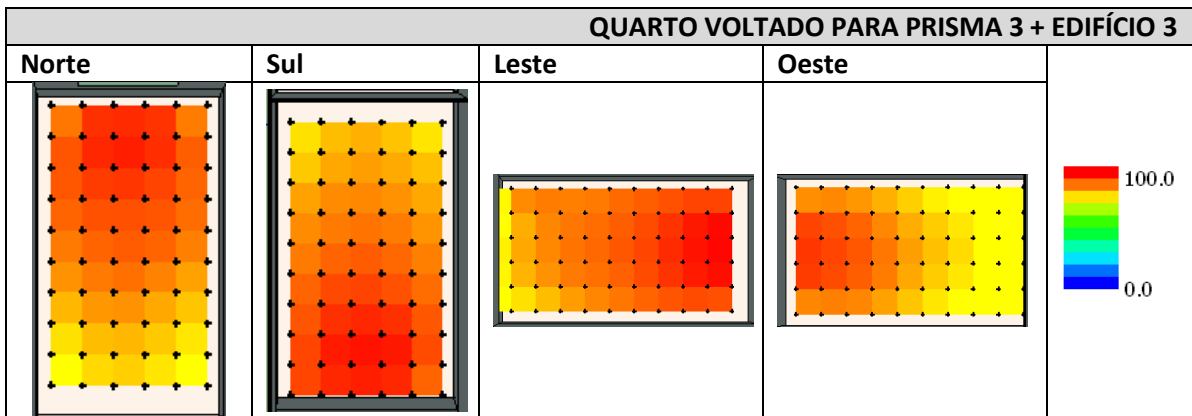 QUARTO VOLTADO PARA PRISMA 3 + EDIFÍCIO 3
Norte Sul Leste Oeste
100.0
0.0